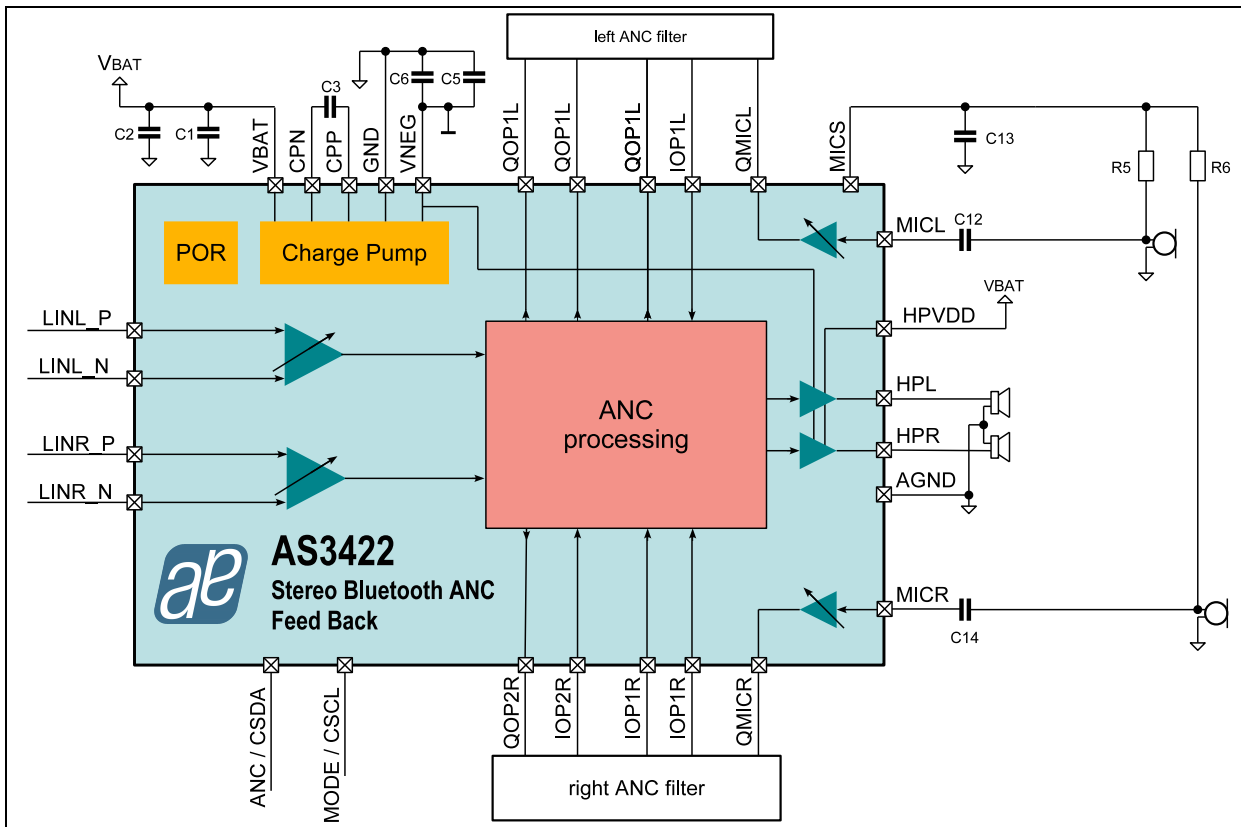 left ANC filter
VBAT
C2
C1
C3
C6
C5
VBAT
CPN
CPP
GND
VNEG
QOP1L
QOP1L
QOP1L
IOP1L
QMICL
MICS
C13
R5
R6
POR
Charge Pump
MICL
C12
VBAT
HPVDD
LINL_P
LINL_N
HPL
ANC
processing
LINR_P
HPR
LINR_N
AGND
ae
AS3422
Stereo Bluetooth ANC
Feed Back
MICR
C14
ANC / CSDA
MODE / CSCL
QOP2R
IOP2R
IOP1R
IOP1R
QMICR
right ANC filter